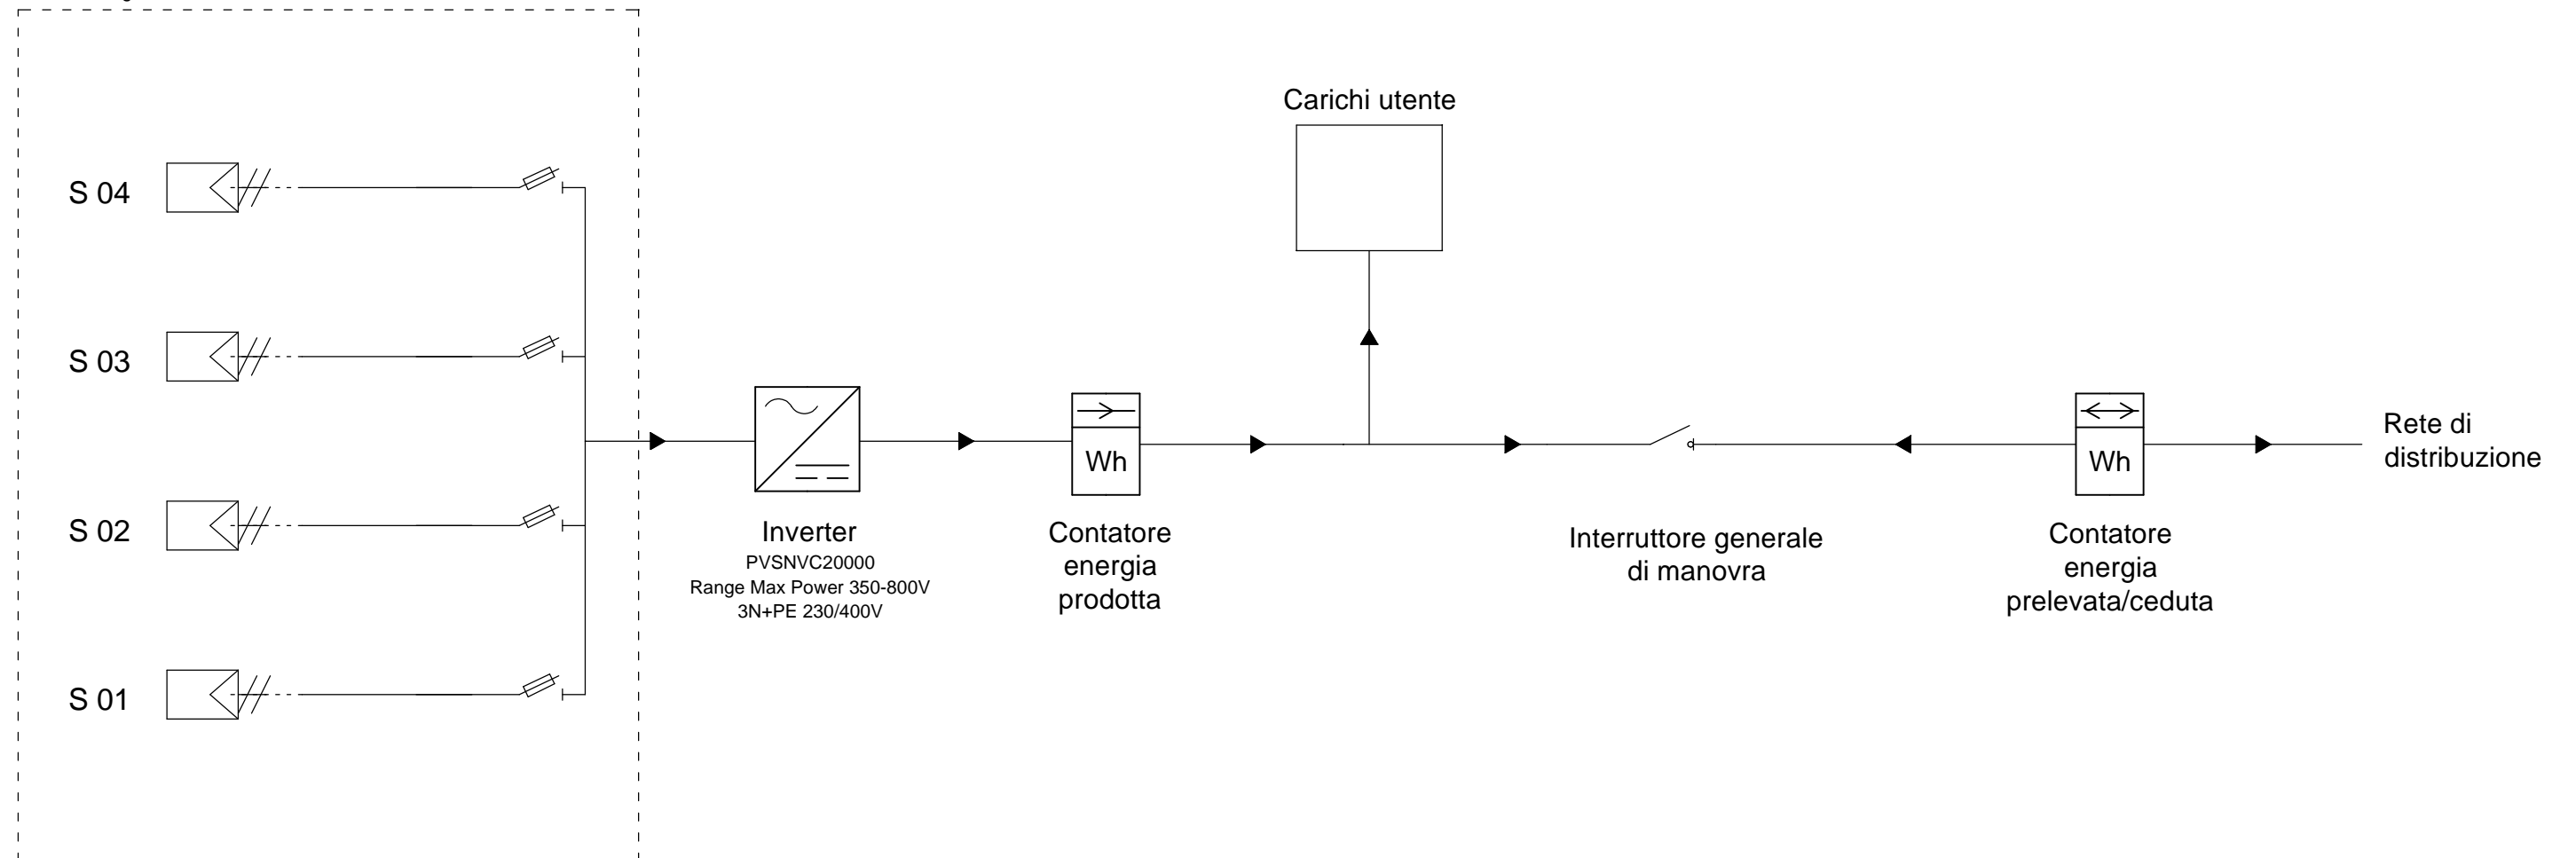 Carichi utente
S 04
S 03
S 02
S 01
Inverter
PVSNVC20000
Range Max Power 350-800V
3N+PE 230/400V
Wh
Contatore
energia
prodotta
Interruttore generale
di manovra
Wh
Contatore
energia
prelevata/ceduta
Rete di
distribuzione